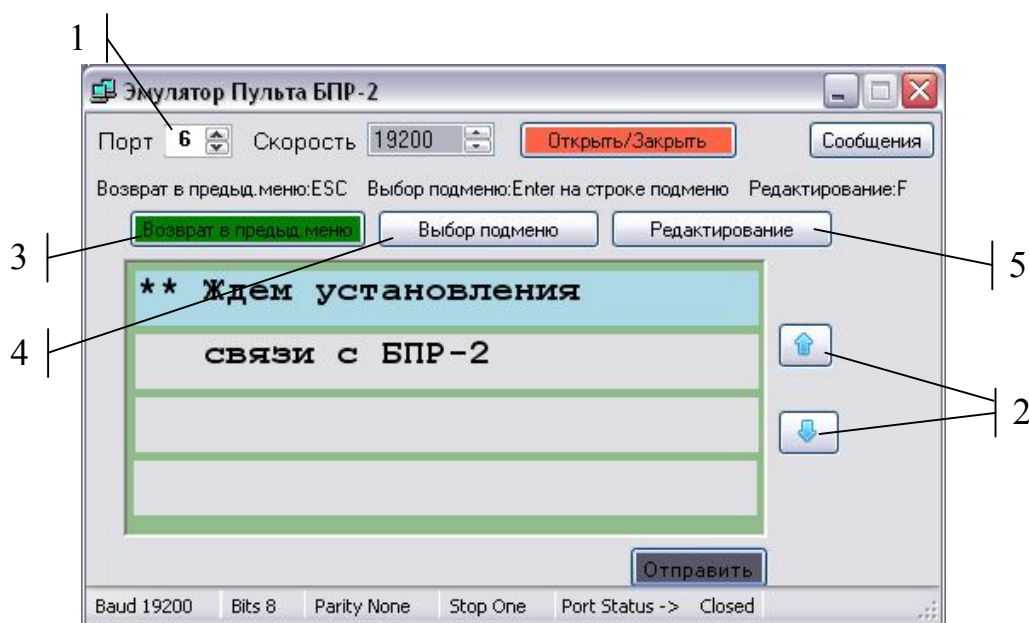 1
Эмулятор Пульта БПР-2
Порт 6 Скорость 19200 Открыть/Закрыть Сообщения
Возврат в предыд.меню:ESC Выбор подменю:Enter на строке подменю Редактирование:F
Возврат в предыд.меню Выбор подменю Редактирование
3
5
** Ждем установления
4
связи с БПР-2
2
Отправить
Baud 19200 Bits 8 Parity None Stop One Port Status -> Closed